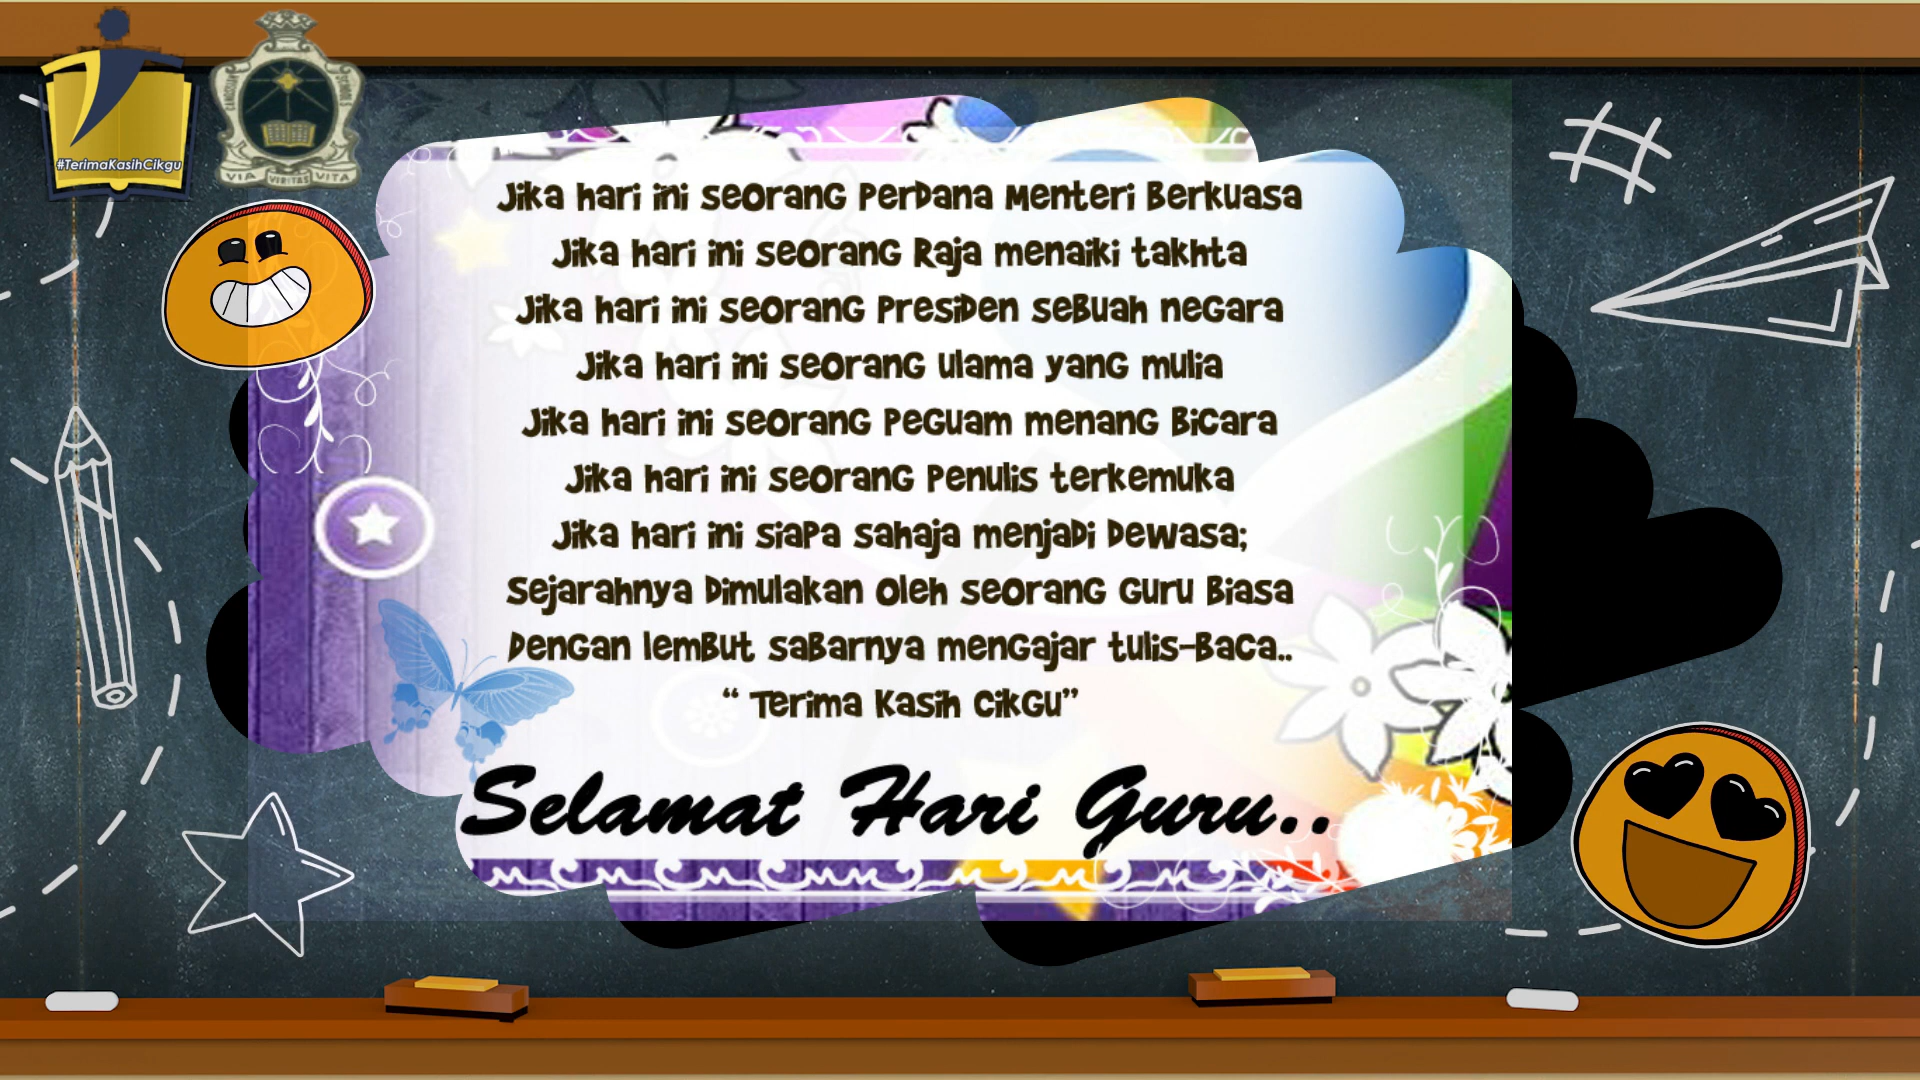 #TerimaKasihCikgu
VIA VERITAS VITA
Jika hari ini seorang Perdana Menteri Berkuasa
Jika hari ini seorang Raja menaiki takhta
Jika hari ini seorang Presiden sebuah negara
Jika hari ini seorang ulama yang mulia
Jika hari ini seorang Peguam menang Bicara
Jika hari ini seorang Penulis terkemuka
Jika hari ini siapa sahaja menjadi dewasa;
Sejarahnya Dimulakan Oleh seorang Guru Biasa
Dengan lembut sabarnya mengajar tulis-baca..
“ Terima Kasih Cikgu”
Selamat Hari Guru..